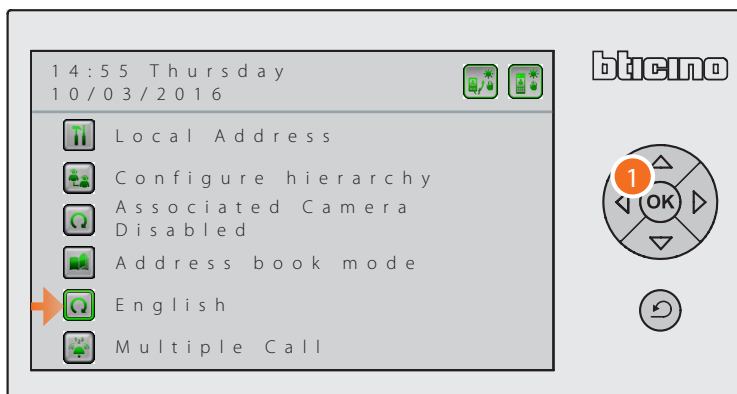 14:55 Thursday
10/03/2016
bticino
Local Address
Configure hierarchy
Associated Camera
Disabled
Address book mode
English
Multiple Call
1
OK